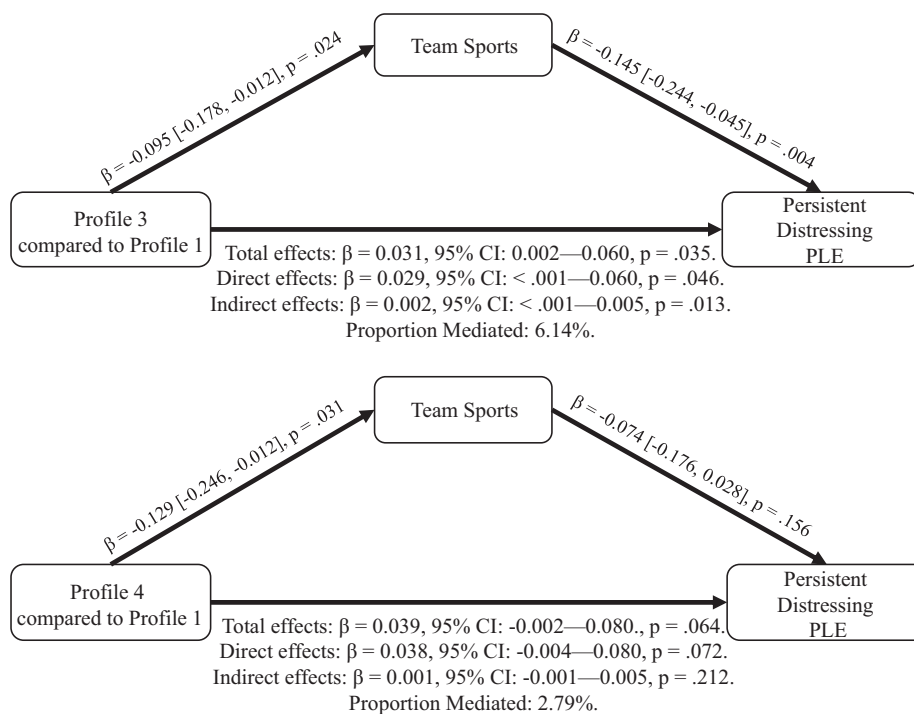 Team Sports
β = -0.095 [-0.178, -0.012], p = .024
β = -0.145 [-0.244, -0.045], p = .004
Profile 3
compared to Profile 1
Persistent
Distressing
PLE
Total effects: β = 0.031, 95% CI: 0.002—0.060, p = .035.
Direct effects: β = 0.029, 95% CI: < .001—0.060, p = .046.
Indirect effects: β = 0.002, 95% CI: < .001—0.005, p = .013.
Proportion Mediated: 6.14%.
Team Sports
β = -0.129 [-0.246, -0.012], p = .031
β = -0.074 [-0.176, 0.028], p = .156
Profile 4
compared to Profile 1
Persistent
Distressing
PLE
Total effects: β = 0.039, 95% CI: -0.002—0.080., p = .064.
Direct effects: β = 0.038, 95% CI: -0.004—0.080, p = .072.
Indirect effects: β = 0.001, 95% CI: -0.001—0.005, p = .212.
Proportion Mediated: 2.79%.